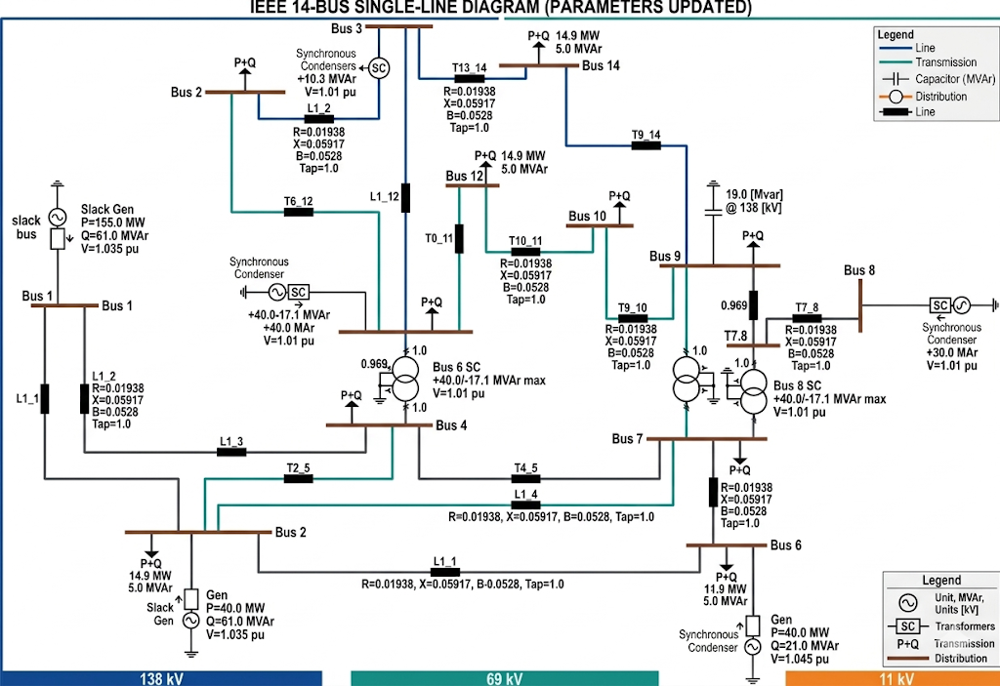 IEEE 14-BUS SINGLE-LINE DIAGRAM (PARAMETERS UPDATED)
Bus 3
Synchronous
Condensers
+10.3 MVAr
V=1.01 pu
SC
P+Q
14.9 MW
5.0 MVAr
Bus 14
T13_14
R=0.01938
X=0.05917
B=0.0528
Tap=1.0
Legend
Line
Transmission
Capacitor (MVAr)
Distribution
Line
P+Q
Bus 2
L1_2
R=0.01938
X=0.05917
B=0.0528
Tap=1.0
T9_14
P+Q
14.9 MW
5.0 MVAr
Bus 12
T6_12
L1_12
T0_11
T10_11
R=0.01938
X=0.05917
B=0.0528
Tap=1.0
P+Q
Bus 10
T9_10
R=0.01938
X=0.05917
B=0.0528
Tap=1.0
19.0 [Mvar]
@ 138 [kV]
P+Q
Bus 9
Bus 8
0.969
T7_8
R=0.01938
X=0.05917
B=0.0528
Tap=1.0
T7.8
SC
Synchronous
Condenser
+30.0 MAr
V=1.01 pu
slack
bus
Slack Gen
P=155.0 MW
Q=61.0 MVAr
V=1.035 pu
Bus 1
Bus 1
Synchronous
Condenser
SC
+40.0-17.1 MVAr
+40.0 MAr
V=1.01 pu
P+Q
1.0
0.969
Bus 6 SC
+40.0/-17.1 MVAr max
V=1.01 pu
1.0
1.0
1.0
Bus 8 SC
+40.0/-17.1 MVAr max
V=1.01 pu
L1_1
L1_2
R=0.01938
X=0.05917
B=0.0528
Tap=1.0
P+Q
Bus 4
L1_3
T2_5
T4_5
L1_4
R=0.01938, X=0.05917, B=0.0528, Tap=1.0
Bus 7
P+Q
R=0.01938
X=0.05917
B=0.0528
Tap=1.0
Bus 2
P+Q
14.9 MW
5.0 MVAr
Slack
Gen
Gen
P=40.0 MW
Q=61.0 MVAr
V=1.035 pu
L1_1
R=0.01938, X=0.05917, B-0.0528, Tap=1.0
Bus 6
P+Q
11.9 MW
5.0 MVAr
Synchronous
Condenser
Gen
P=40.0 MW
Q=21.0 MVAr
V=1.045 pu
Legend
Unit, MVAr,
Units [kV]
SC
Transformers
P+Q
Transmission
Distribution
138 kV
69 kV
11 kV